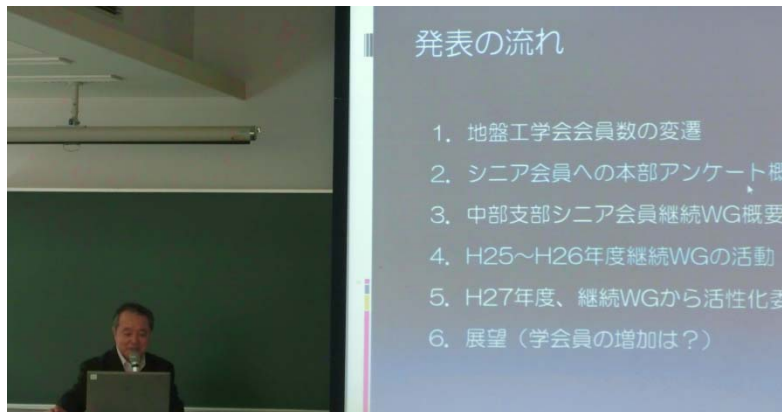 発表の流れ
1. 地盤工学会会員数の変遷
2. シニア会員への本部アンケート概
3. 中部支部シニア会員継続WG概要
4. H25～H26年度継続WGの活動
5. H27年度、継続WGから活性化委
6. 展望（学会員の増加は？）